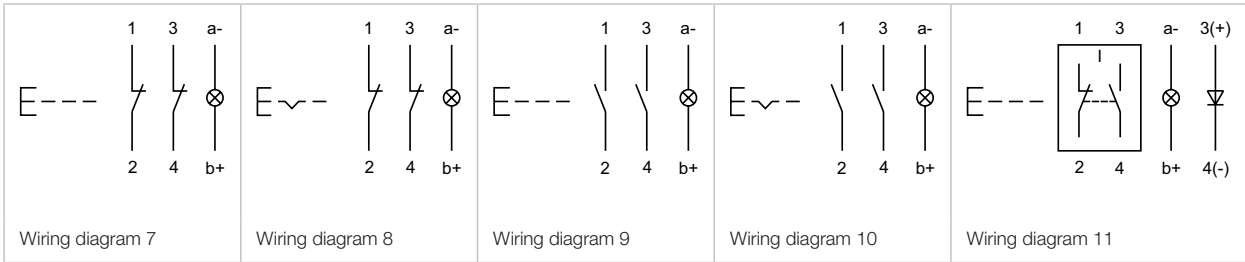 1 3 a-
2 4 b+
Wiring diagram 7
1 3 a-
2 4 b+
Wiring diagram 8
1 3 a-
2 4 b+
Wiring diagram 9
1 3 a-
2 4 b+
Wiring diagram 10
1 3 a- 3(+)
I
2 4 b+ 4(-)
Wiring diagram 11